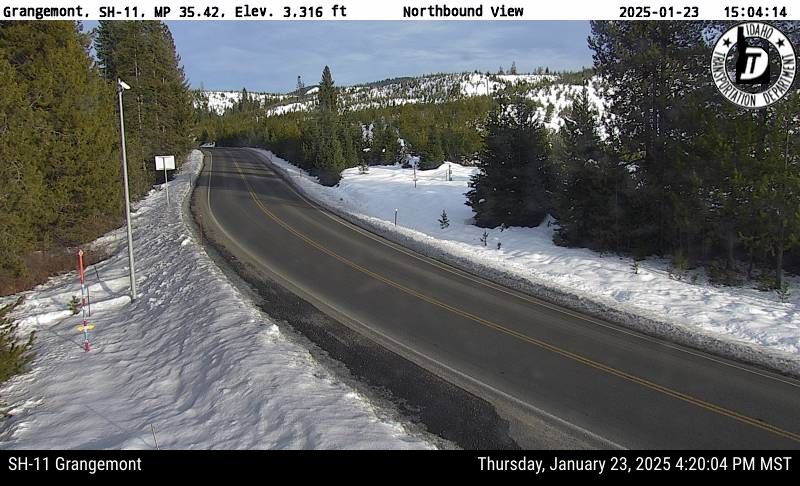 Grangemont, SH-11, MP 35.42, Elev. 3,316 ft Northbound View 2025-01-23 15:04:14
IDAHO
TRANSPORTATION DEPARTMENT
SH-11 Grangemont Thursday, January 23, 2025 4:20:04 PM MST